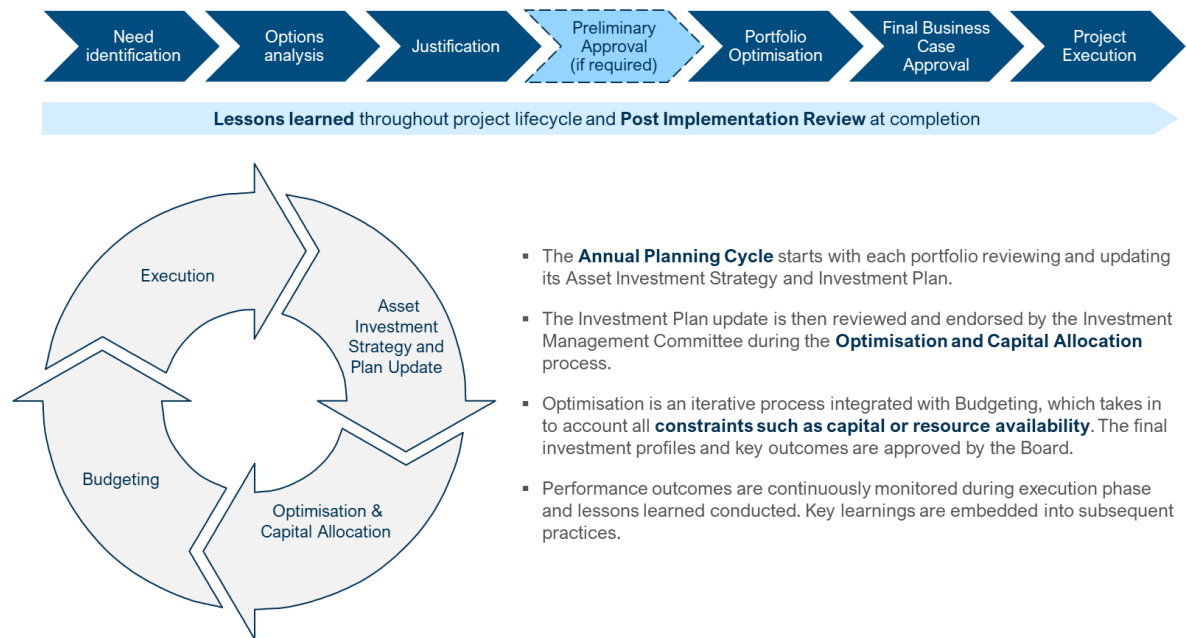 Need
identification
Options
analysis
Justification
Preliminary
Approval
(if required)
Portfolio
Optimisation
Final Business
Case
Approval
Project
Execution
Lessons learned throughout project lifecycle and Post Implementation Review at completion
Execution
Asset
Investment
Strategy and
Plan Update
Budgeting
Optimisation &
Capital Allocation
▪ The Annual Planning Cycle starts with each portfolio reviewing and updating
its Asset Investment Strategy and Investment Plan.
▪ The Investment Plan update is then reviewed and endorsed by the Investment
Management Committee during the Optimisation and Capital Allocation
process.
▪ Optimisation is an iterative process integrated with Budgeting, which takes in
to account all constraints such as capital or resource availability. The final
investment profiles and key outcomes are approved by the Board.
▪ Performance outcomes are continuously monitored during execution phase
and lessons learned conducted. Key learnings are embedded into subsequent
practices.